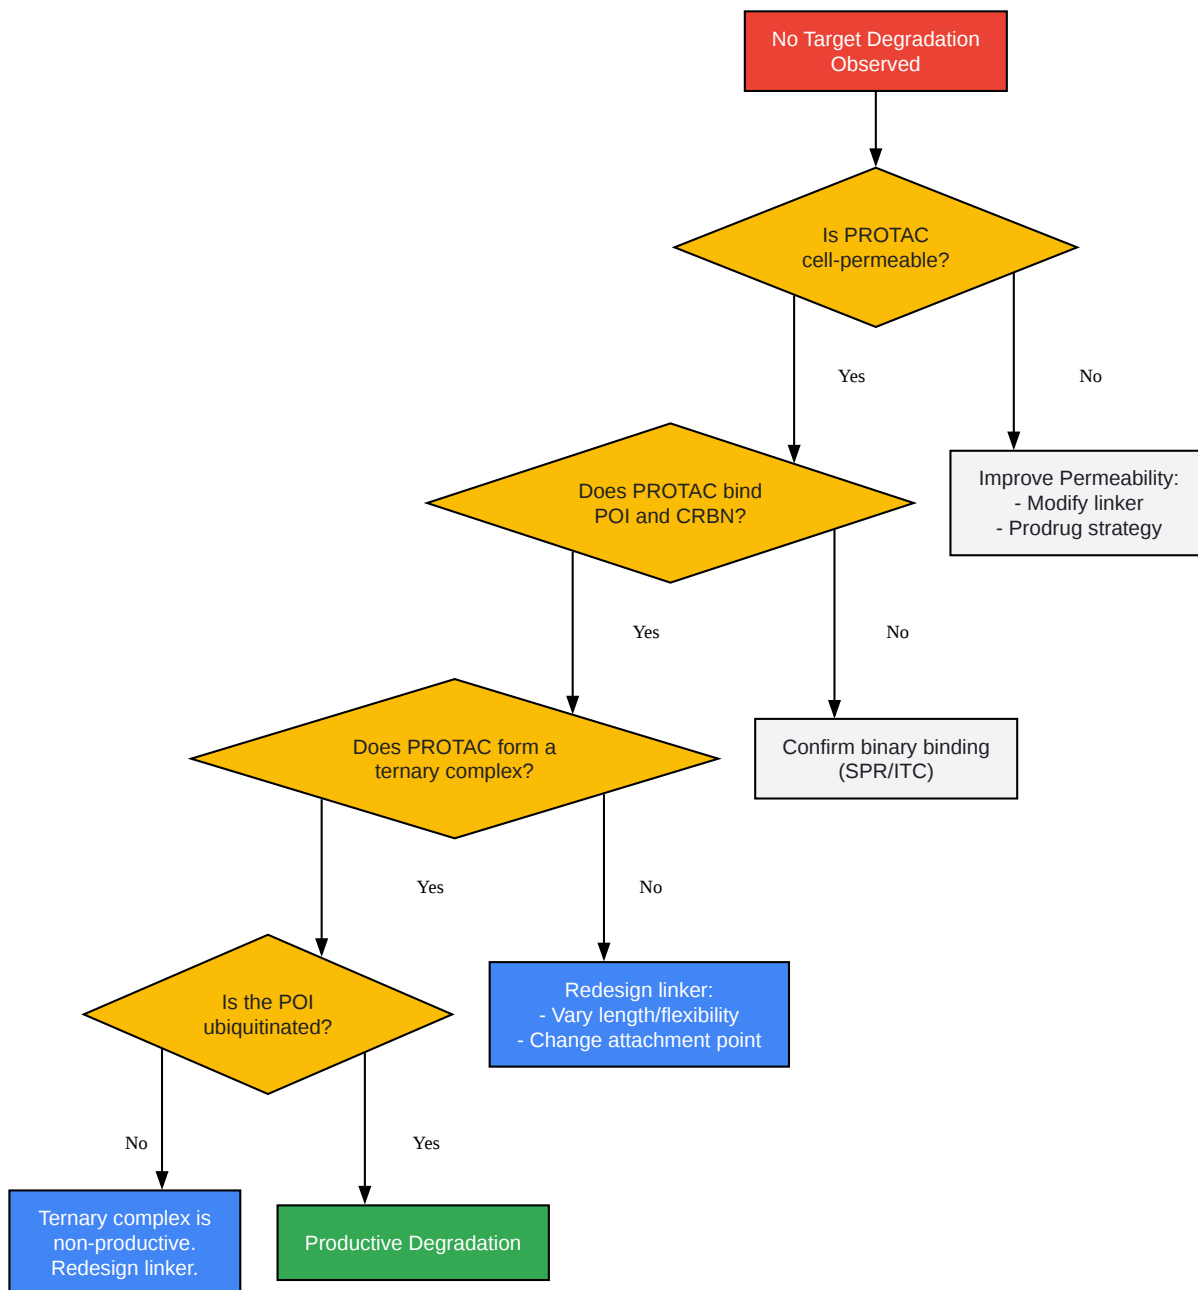 No Target Degradation
Observed
Is PROTAC
cell-permeable?
Yes
No
Does PROTAC bind
POI and CRBN?
Improve Permeability:
- Modify linker
- Prodrug strategy
Yes
No
Does PROTAC form a
ternary complex?
Confirm binary binding
(SPR/ITC)
Yes
No
Is the POI
ubiquitinated?
Redesign linker:
- Vary length/flexibility
- Change attachment point
No
Yes
Ternary complex is
non-productive.
Redesign linker.
Productive Degradation